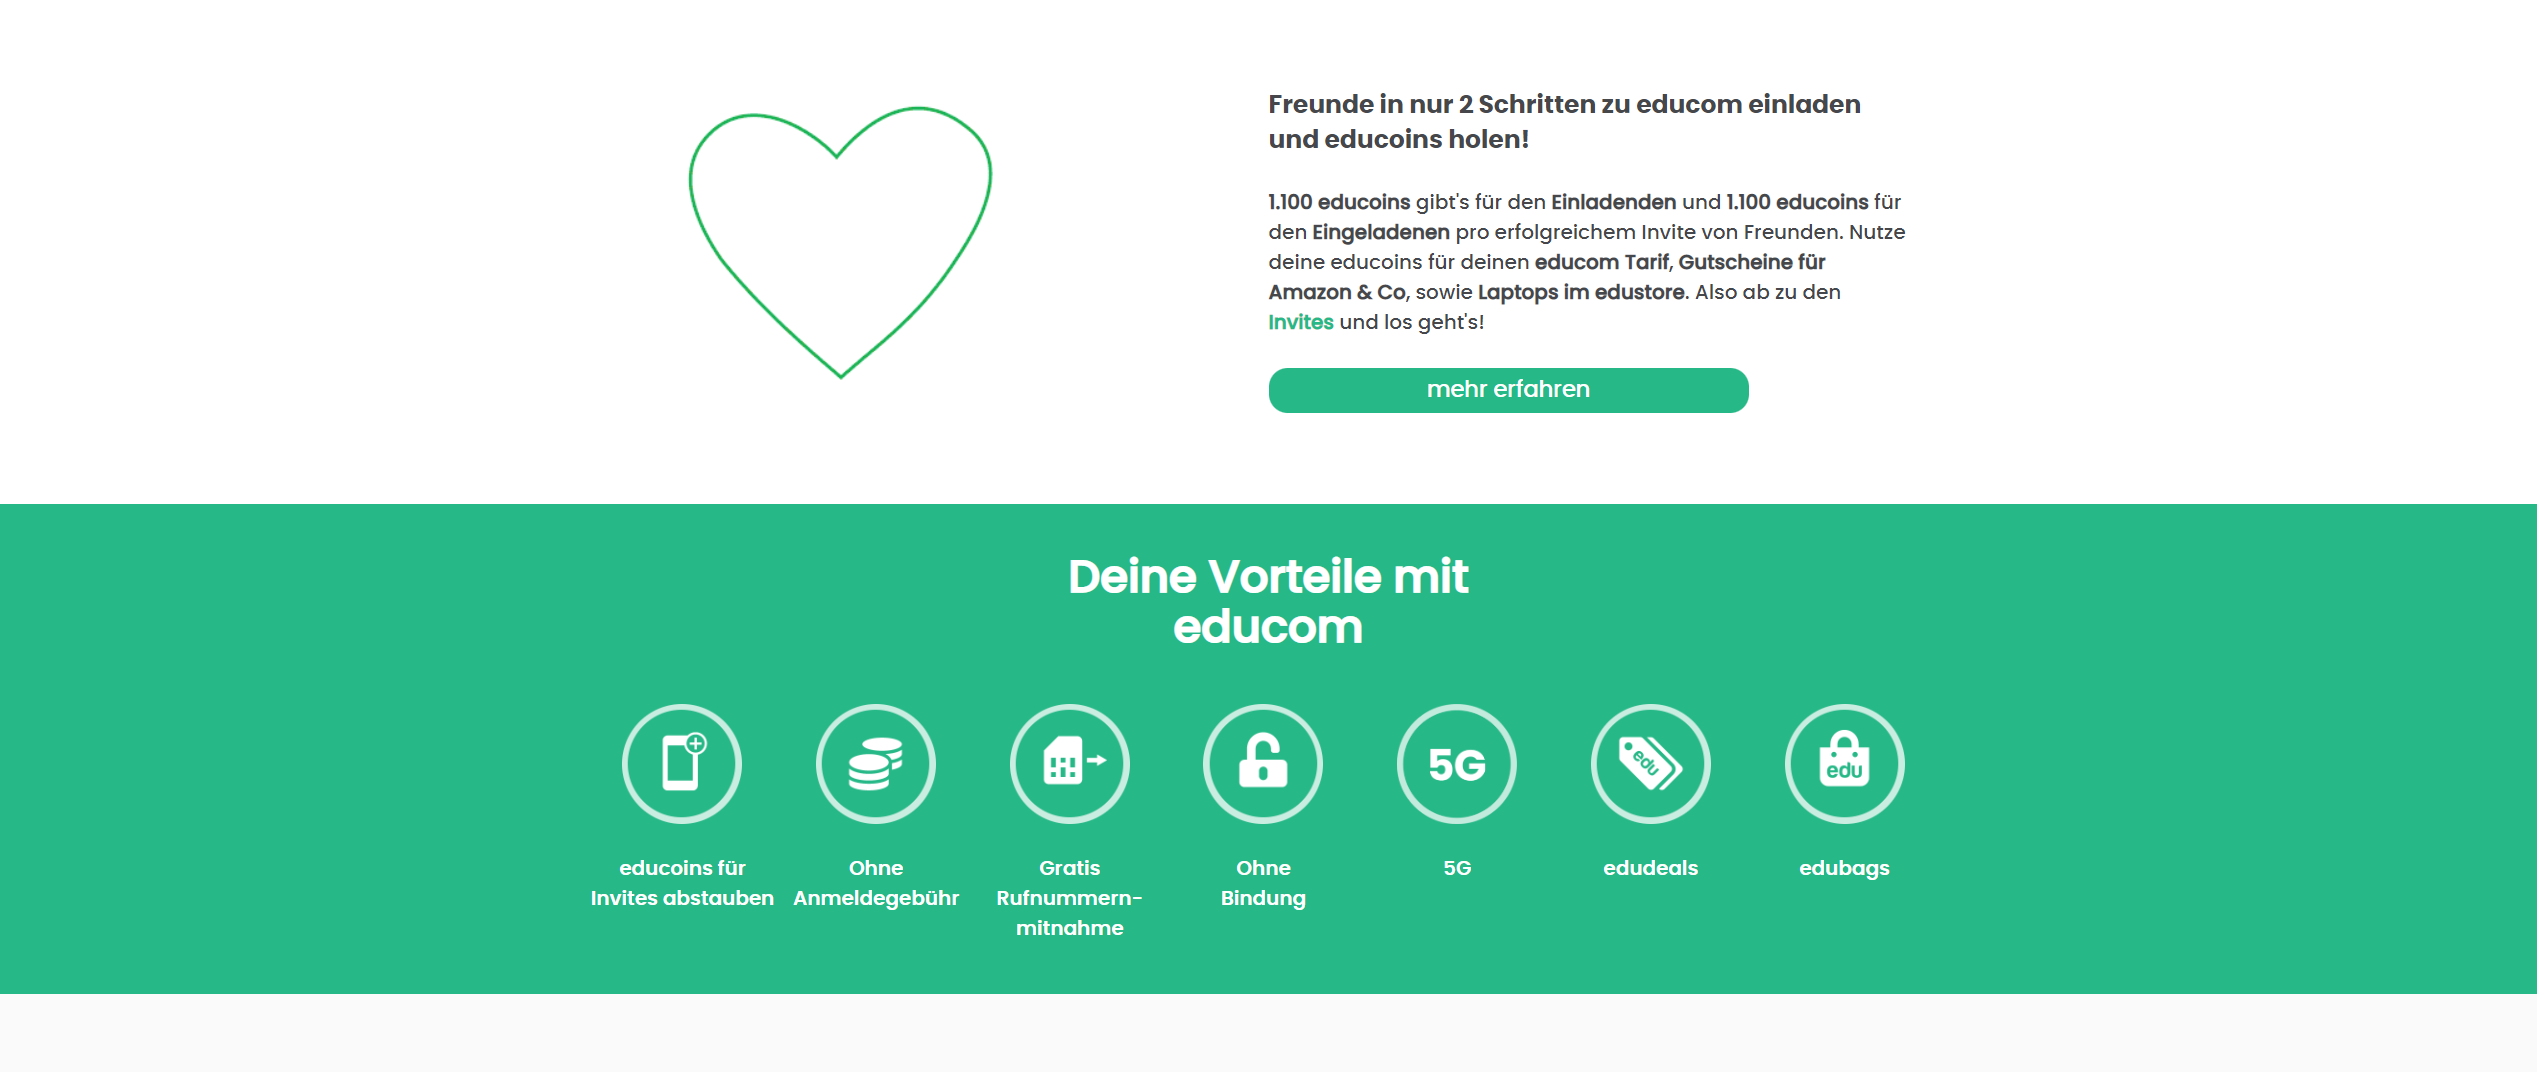 Freunde in nur 2 Schritten zu educom einladen
und educoins holen!
1.100 educoins gibt's für den Einladenden und 1.100 educoins für
den Eingeladenen pro erfolgreichem Invite von Freunden. Nutze
deine educoins für deinen educom Tarif, Gutscheine für
Amazon & Co, sowie Laptops im edustore. Also ab zu den
Invites und los geht's!
mehr erfahren
Deine Vorteile mit
educom
5G
edu
edu
educoins für
Invites abstauben
Ohne
Anmeldegebühr
Gratis
Rufnummern-
mitnahme
Ohne
Bindung
5G
edudeals
edubags